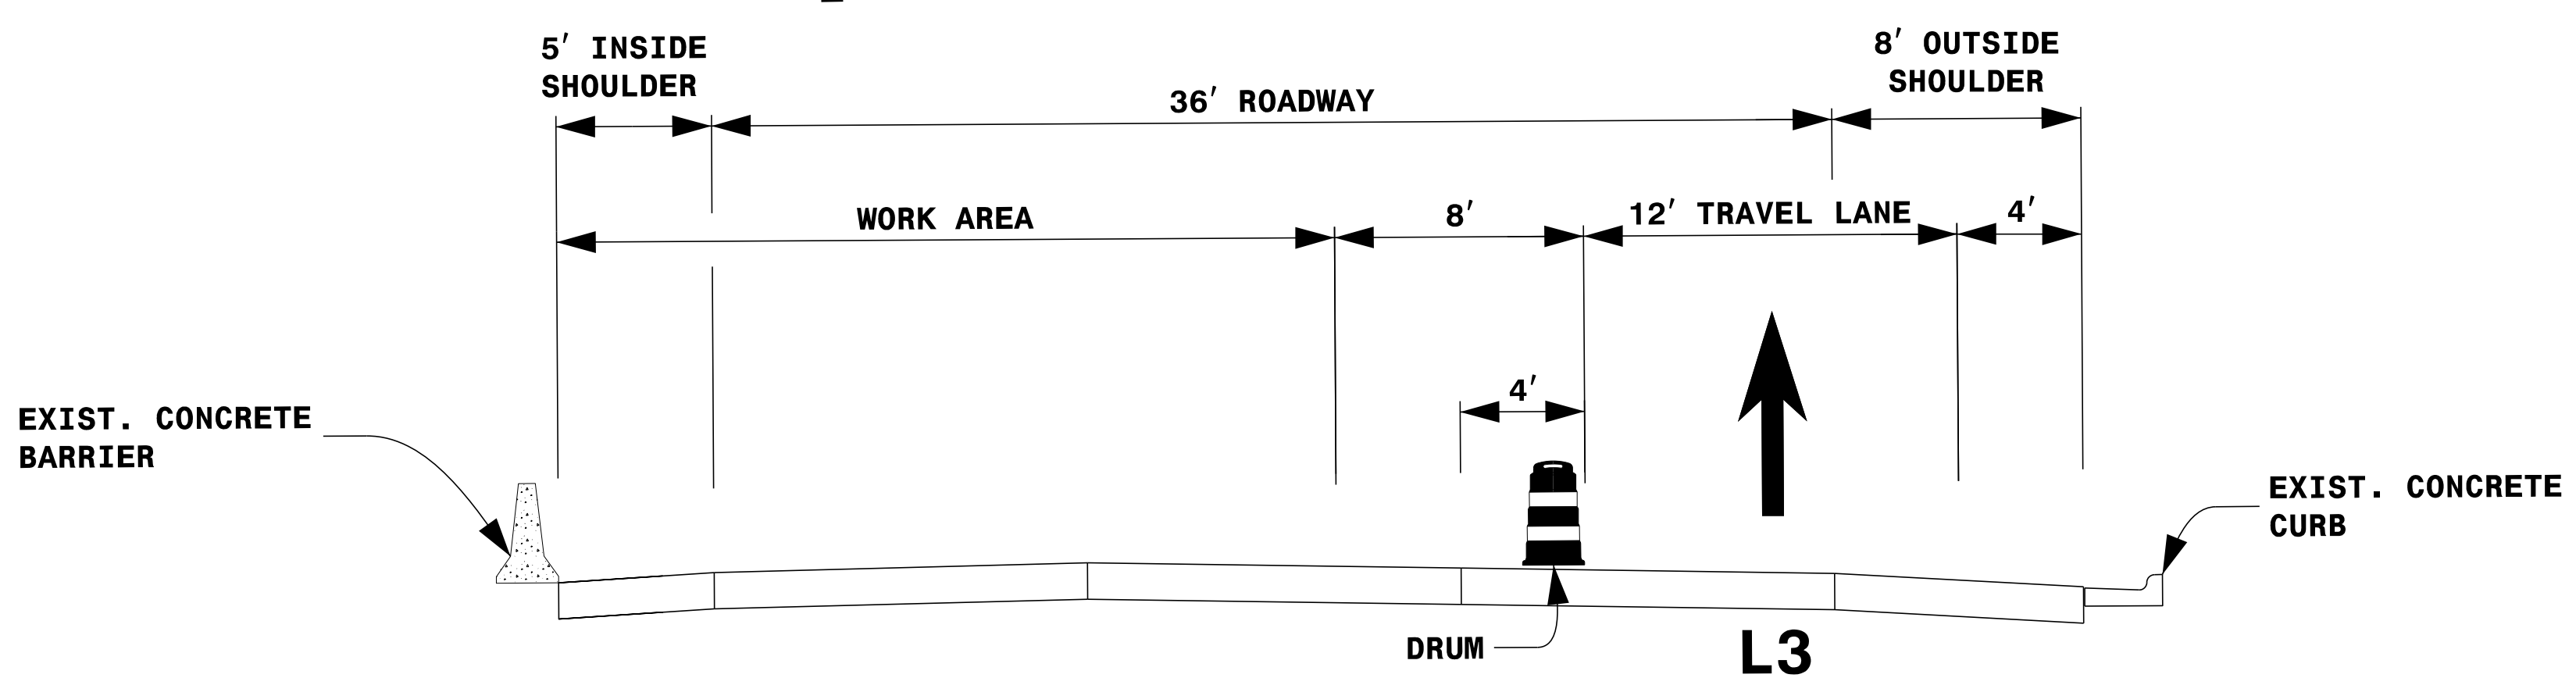 5′ INSIDE
SHOULDER
36′ ROADWAY
8′ OUTSIDE
SHOULDER
WORK AREA
8′
12′ TRAVEL LANE
4′
4′
EXIST. CONCRETE
BARRIER
EXIST. CONCRETE
CURB
DRUM
L3